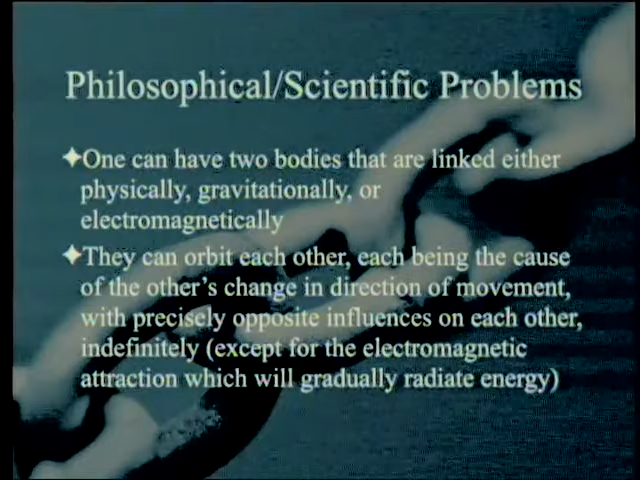 Philosophical/Scientific Problems
✦One can have two bodies that are linked either
physically, gravitationally, or
electromagnetically
✦They can orbit each other, each being the cause
of the other's change in direction of movement,
with precisely opposite influences on each other,
indefinitely (except for the electromagnetic
attraction which will gradually radiate energy)